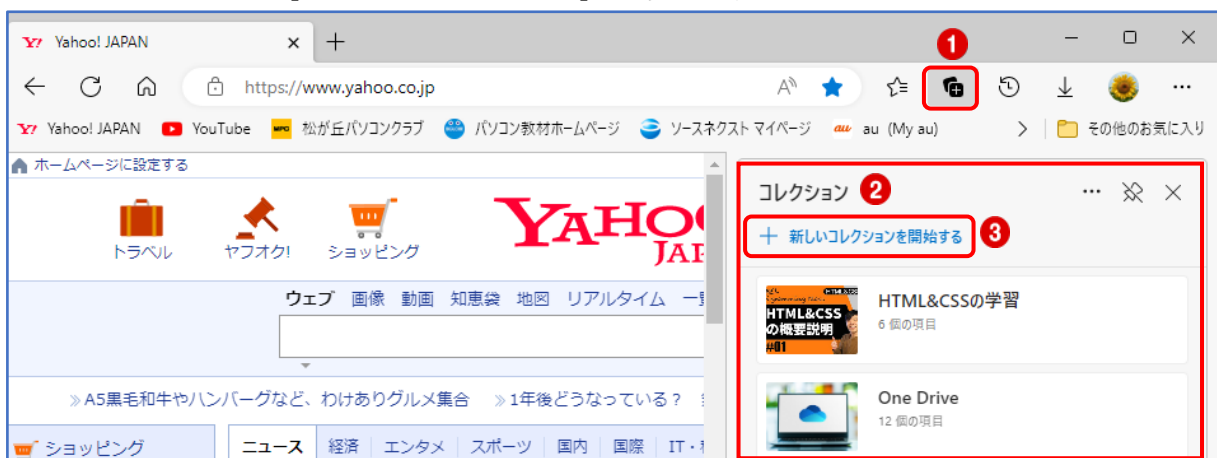 Yahoo! JAPAN
1
https://www.yahoo.co.jp
Yahoo! JAPAN YouTube 松が丘パソコンクラブ パソコン教材ホームページ ソースネクスト マイページ au (My au) その他のお気に入り
ホームページに設定する
コレクション 2
+ 新しいコレクションを開始する 3
トラベル ヤフオク! ショッピング
YAHOO
ウェブ 画像 動画 知恵袋 地図 リアルタイム
HTML&CSS
の概要説明
#01
HTML&CSSの学習
6 個の項目
One Drive
12 個の項目
»A5黒毛和牛やハンバーグなど、わけありグルメ集合 »1年後どうなっている?
ショッピング ニュース 経済 エンタメ スポーツ 国内 国際 IT・